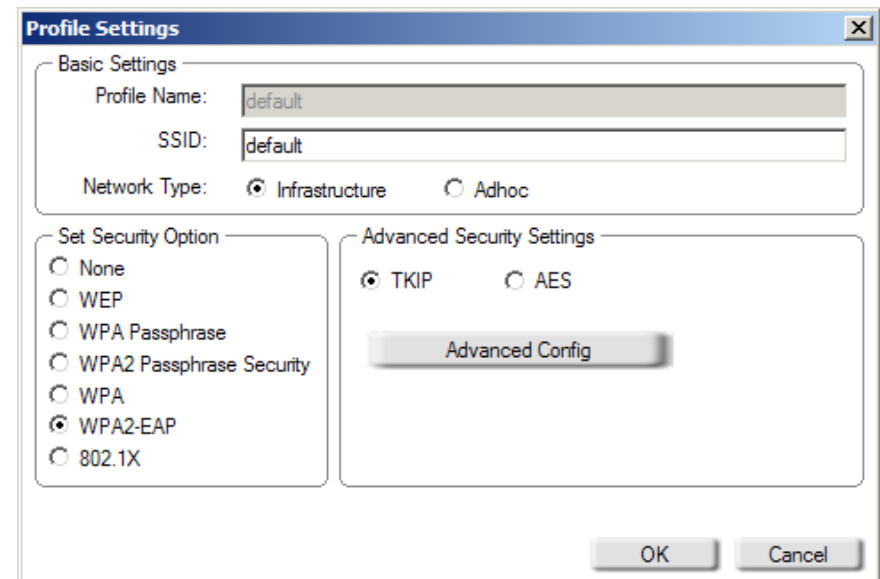 Profile Settings
Basic Settings
Profile Name: default
SSID: default
Network Type: Infrastructure Adhoc
Set Security Option
None
WEP
WPA Passphrase
WPA2 Passphrase Security
WPA
WPA2-EAP
802.1X
Advanced Security Settings
TKIP AES
Advanced Config
OK Cancel